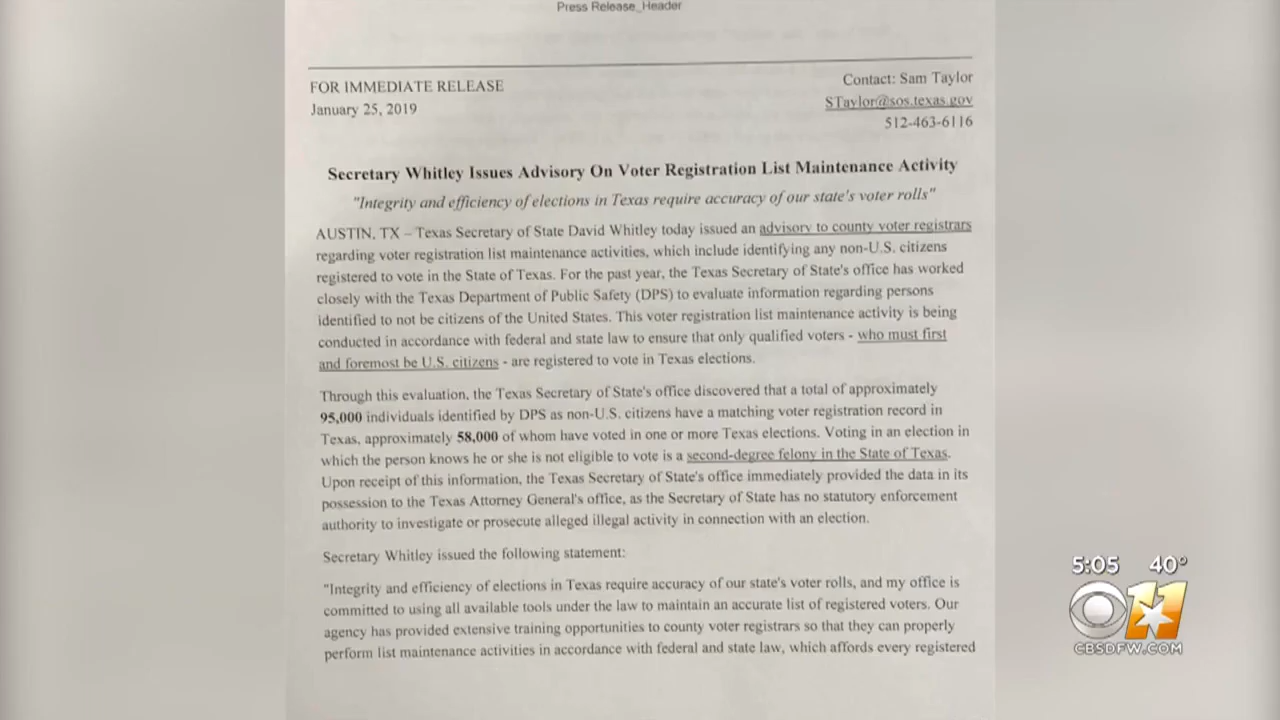 Press Release_Header
FOR IMMEDIATE RELEASE
January 25, 2019
Contact: Sam Taylor
STaylor@sos.texas.gov
512-463-6116
Secretary Whitley Issues Advisory On Voter Registration List Maintenance Activity
"Integrity and efficiency of elections in Texas require accuracy of our state's voter rolls"
AUSTIN, TX – Texas Secretary of State David Whitley today issued an advisory to county voter registrars
regarding voter registration list maintenance activities, which include identifying any non-U.S. citizens
registered to vote in the State of Texas. For the past year, the Texas Secretary of State's office has worked
closely with the Texas Department of Public Safety (DPS) to evaluate information regarding persons
identified to not be citizens of the United States. This voter registration list maintenance activity is being
conducted in accordance with federal and state law to ensure that only qualified voters - who must first
and foremost be U.S. citizens - are registered to vote in Texas elections.
Through this evaluation, the Texas Secretary of State's office discovered that a total of approximately
95,000 individuals identified by DPS as non-U.S. citizens have a matching voter registration record in
Texas, approximately 58,000 of whom have voted in one or more Texas elections. Voting in an election in
which the person knows he or she is not eligible to vote is a second-degree felony in the State of Texas.
Upon receipt of this information, the Texas Secretary of State's office immediately provided the data in its
possession to the Texas Attorney General's office, as the Secretary of State has no statutory enforcement
authority to investigate or prosecute alleged illegal activity in connection with an election.
Secretary Whitley issued the following statement:
"Integrity and efficiency of elections in Texas require accuracy of our state's voter rolls, and my office is
committed to using all available tools under the law to maintain an accurate list of registered voters. Our
agency has provided extensive training opportunities to county voter registrars so that they can properly
perform list maintenance activities in accordance with federal and state law, which affords every registered
5:05 40°
11
CBSDFW.COM